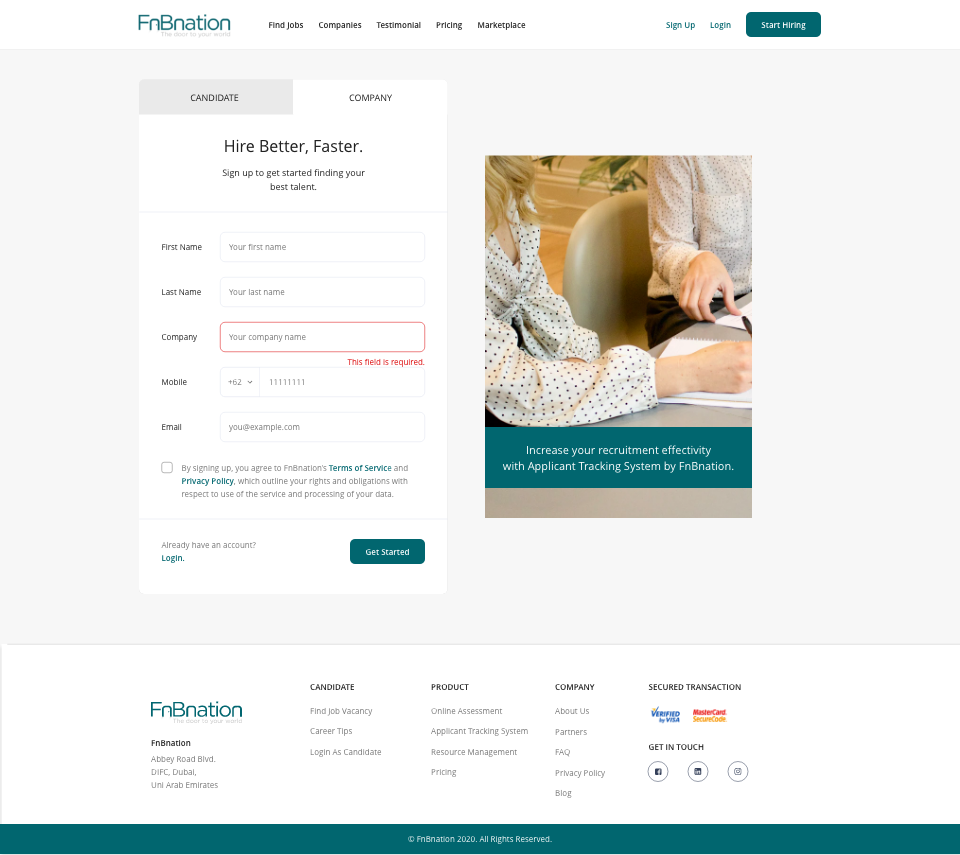 FnBnation
The door to your world
Find Jobs
Companies
Testimonial
Pricing
Marketplace
Sign Up
Login
Start Hiring
CANDIDATE
COMPANY
Hire Better, Faster.
Sign up to get started finding your
best talent.
First Name
Your first name
Last Name
Your last name
Company
Your company name
This field is required.
Mobile
+62
11111111
Email
you@example.com
By signing up, you agree to FnBnation's Terms of Service and
Privacy Policy, which outline your rights and obligations with
respect to use of the service and processing of your data.
Already have an account?
Login.
Get Started
Increase your recruitment effectivity
with Applicant Tracking System by FnBnation.
FnBnation
The door to your world
FnBnation
Abbey Road Blvd.
DIFC, Dubai,
Uni Arab Emirates
CANDIDATE
Find Job Vacancy
Career Tips
Login As Candidate
PRODUCT
Online Assessment
Applicant Tracking System
Resource Management
Pricing
COMPANY
About Us
Partners
FAQ
Privacy Policy
Blog
SECURED TRANSACTION
VERIFIED
by VISA
MasterCard.
SecureCode.
GET IN TOUCH
© FnBnation 2020. All Rights Reserved.